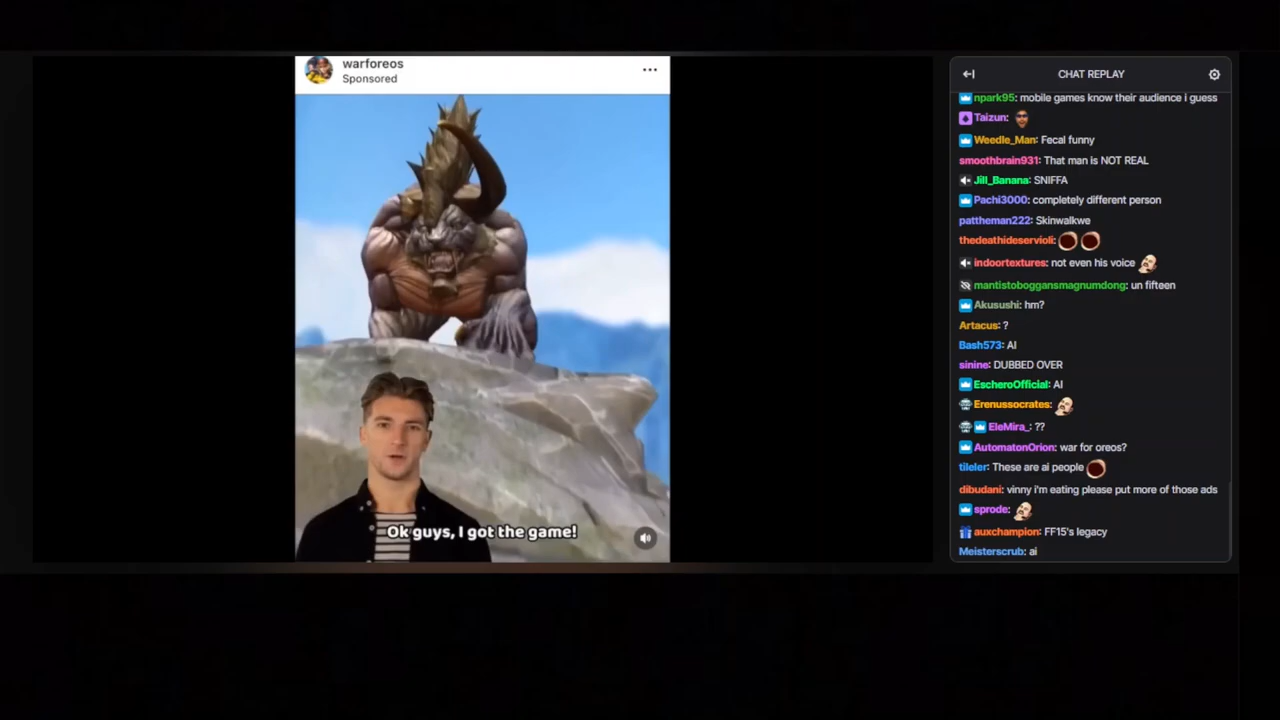 warforeos
Sponsored
Ok guys, I got the game!
CHAT REPLAY
npark95: mobile games know their audience i guess
Taizun:
Weedle_Man: Fecal funny
smoothbrain931: That man is NOT REAL
Jill_Banana: SNIFFA
Pachi3000: completely different person
pattheman222: Skinwalkwe
thedeathideservioli:
indoortextures: not even his voice
mantistoboggansmagnumdong: un fifteen
Akusushi: hm?
Artacus: ?
Bash573: AI
sinine: DUBBED OVER
EscheroOfficial: AI
Erenussocrates:
EleMira_: ??
AutomatonOrion: war for oreos?
tileler: These are ai people
dibudani: vinny i'm eating please put more of those ads
sprode:
auxchampion: FF15's legacy
Meisterscrub: ai